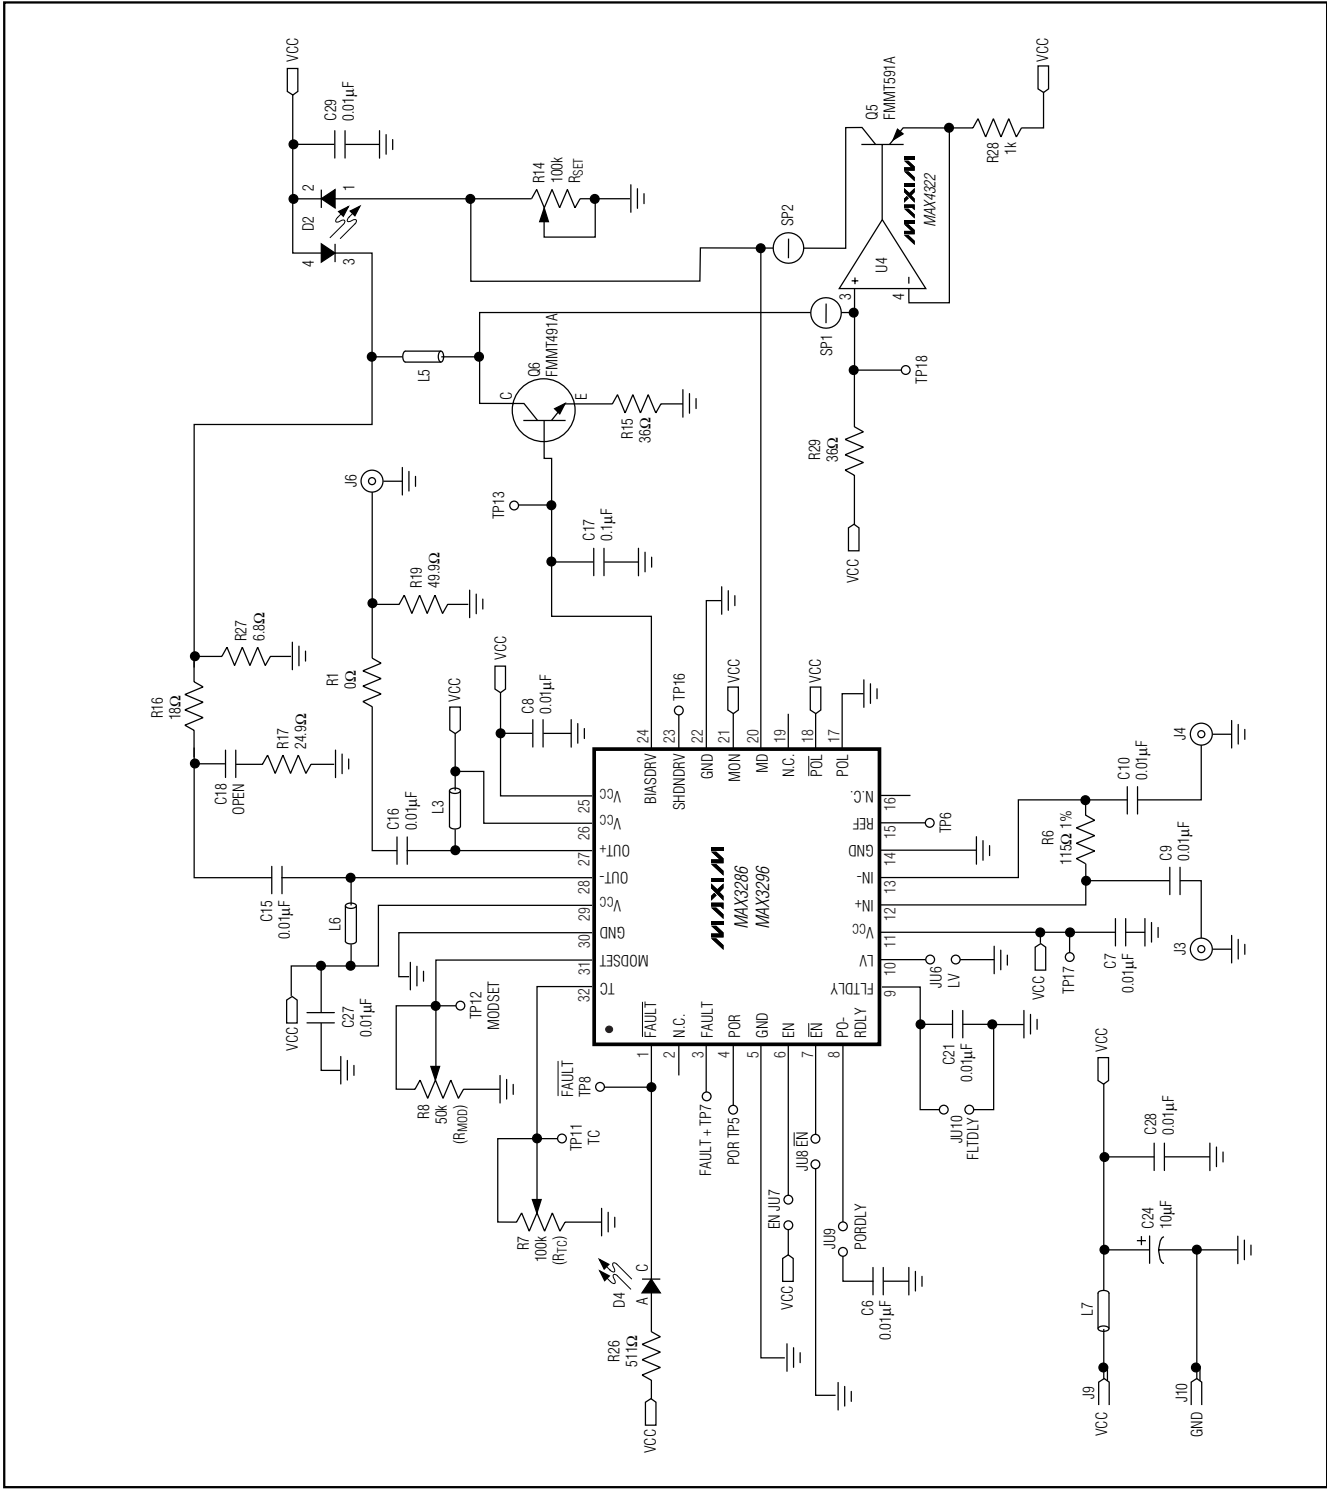 VCC
C29
0.01µF
D2
2
1
4
3
R14
100k
RSET
SP2
Q5
FMMT591A
MAXIM
MAX4322
U4
+
-
3
4
R28
1k
VCC
SP1
TP18
R29
36Ω
VCC
L5
Q6
FMMT491A
C
E
R15
36Ω
TP13
C17
0.1µF
J6
R19
49.9Ω
R1
0Ω
R27
6.8Ω
R16
18Ω
R17
24.9Ω
C18
OPEN
C16
0.01µF
L3
VCC
VCC
C8
0.01µF
TP16
VCC
VCC
C15
0.01µF
L6
VCC
C27
0.01µF
TP12
MODSET
R8
50k
(RMOD)
TP11
TC
R7
100k
(RTC)
MAXIM
MAX3286
MAX3296
24
BIASDRV
23
SHDNDRV
22
GND
21
MON
20
MD
19
N.C.
18
POL
17
POL
25
VCC
26
VCC
27
OUT+
28
OUT-
29
VCC
30
GND
31
MODSET
32
TC
16
N.C.
15
REF
14
GND
13
IN-
12
IN+
11
VCC
10
LV
9
FLTDLY
1
FAULT
2
N.C.
3
FAULT
4
POR
5
GND
6
EN
7
EN
8
PO-
RDLY
TP6
R6
115Ω 1%
C10
0.01µF
J4
C9
0.01µF
J3
VCC
TP17
C7
0.01µF
JU6
LV
C21
0.01µF
JU10
FLTDLY
FAULT
TP8
FAULT + TP7
POR TP5
EN JU7
VCC
JU8 EN
JU9
PORDLY
C6
0.01µF
D4
A
C
R26
511Ω
VCC
VCC
C28
0.01µF
C24
10µF
+
L7
J9
VCC
J10
GND